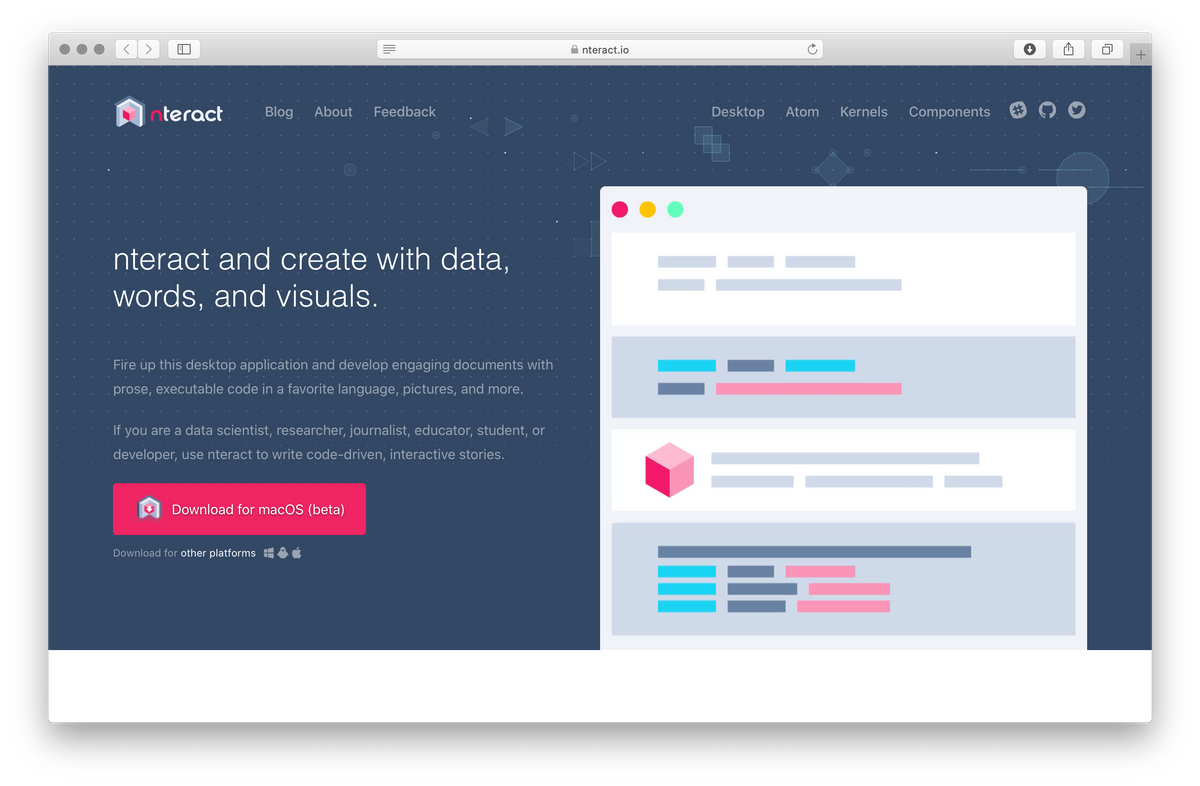 nteract.io
nteract
Blog
About
Feedback
Desktop
Atom
Kernels
Components
nteract and create with data,
words, and visuals.
Fire up this desktop application and develop engaging documents with
prose, executable code in a favorite language, pictures, and more.
If you are a data scientist, researcher, journalist, educator, student, or
developer, use nteract to write code-driven, interactive stories.
Download for macOS (beta)
Download for other platforms